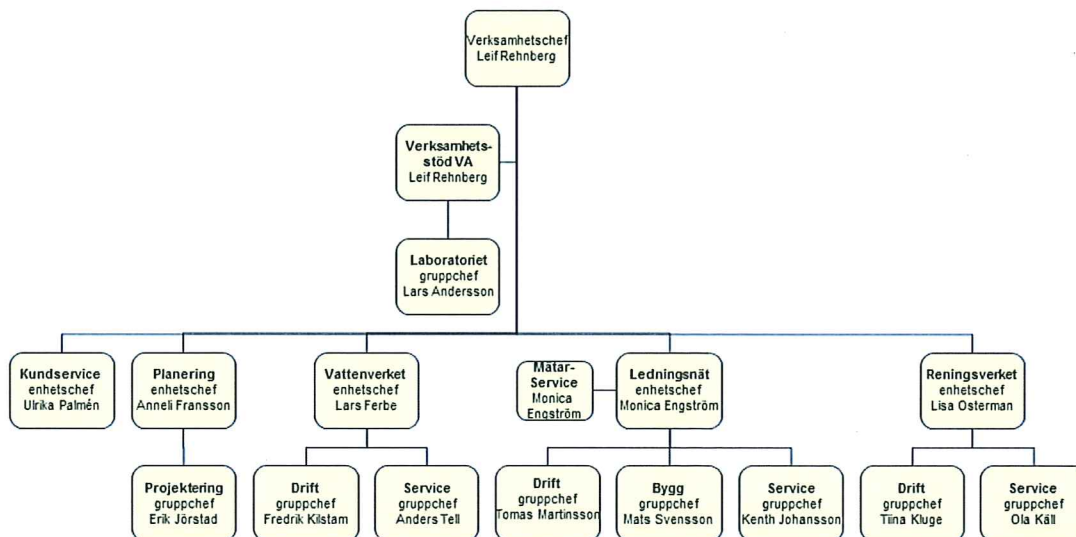 Verksamhetschef
Leif Rehnberg
Verksamhets-
stöd VA
Leif Rehnberg
Laboratoriet
gruppchef
Lars Andersson
Kundservice
enhetschef
Ulrika Palmén
Planering
enhetschef
Anneli Fransson
Vattenverket
enhetschef
Lars Ferbe
Mätar-
Service
Monica
Engström
Ledningsnät
enhetschef
Monica Engström
Reningsverket
enhetschef
Lisa Osterman
Projektering
gruppchef
Erik Jörstad
Drift
gruppchef
Fredrik Kilstam
Service
gruppchef
Anders Tell
Drift
gruppchef
Tomas Martinsson
Bygg
gruppchef
Mats Svensson
Service
gruppchef
Kenth Johansson
Drift
gruppchef
Tiina Kluge
Service
gruppchef
Ola Käll